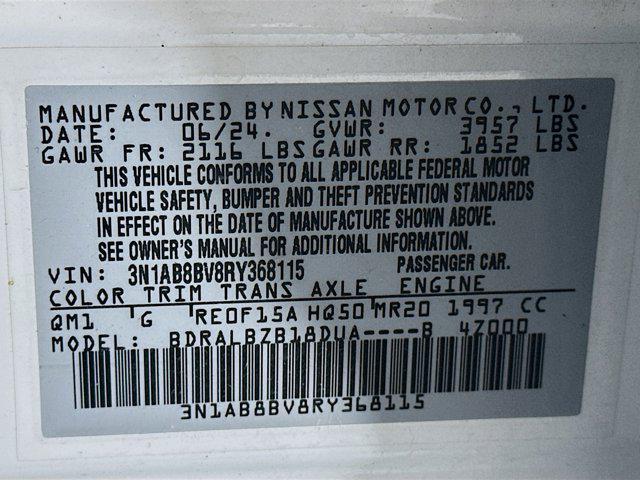 MANUFACTURED BY NISSAN MOTOR CO., LTD.
DATE: 06/24. GVWR: 3957 LBS
GAWR FR: 2116 LBS GAWR RR: 1852 LBS
THIS VEHICLE CONFORMS TO ALL APPLICABLE FEDERAL MOTOR
VEHICLE SAFETY, BUMPER AND THEFT PREVENTION STANDARDS
IN EFFECT ON THE DATE OF MANUFACTURE SHOWN ABOVE.
SEE OWNER'S MANUAL FOR ADDITIONAL INFORMATION.
VIN: 3N1AB8BV8RY368115 PASSENGER CAR.
COLOR TRIM TRANS AXLE ENGINE
QM1 G RE0F15A HQ50 MR20 1997 CC
MODEL: BDRALBZB18DUA----B 4Z000
3N1AB8BV8RY368115